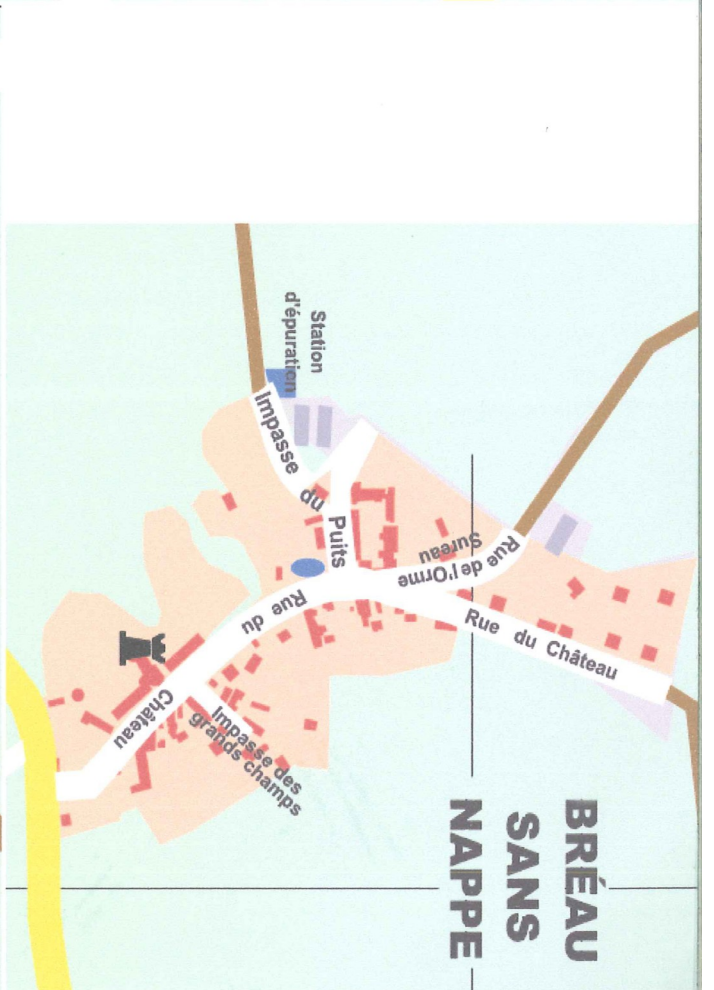 BRÉAU
SANS
NAPPE
Station
d'épuration
Impasse
du
Puits
Rue de l'Orme
Sureau
Rue du Château
Rue du
Château
Impasse des
grands champs